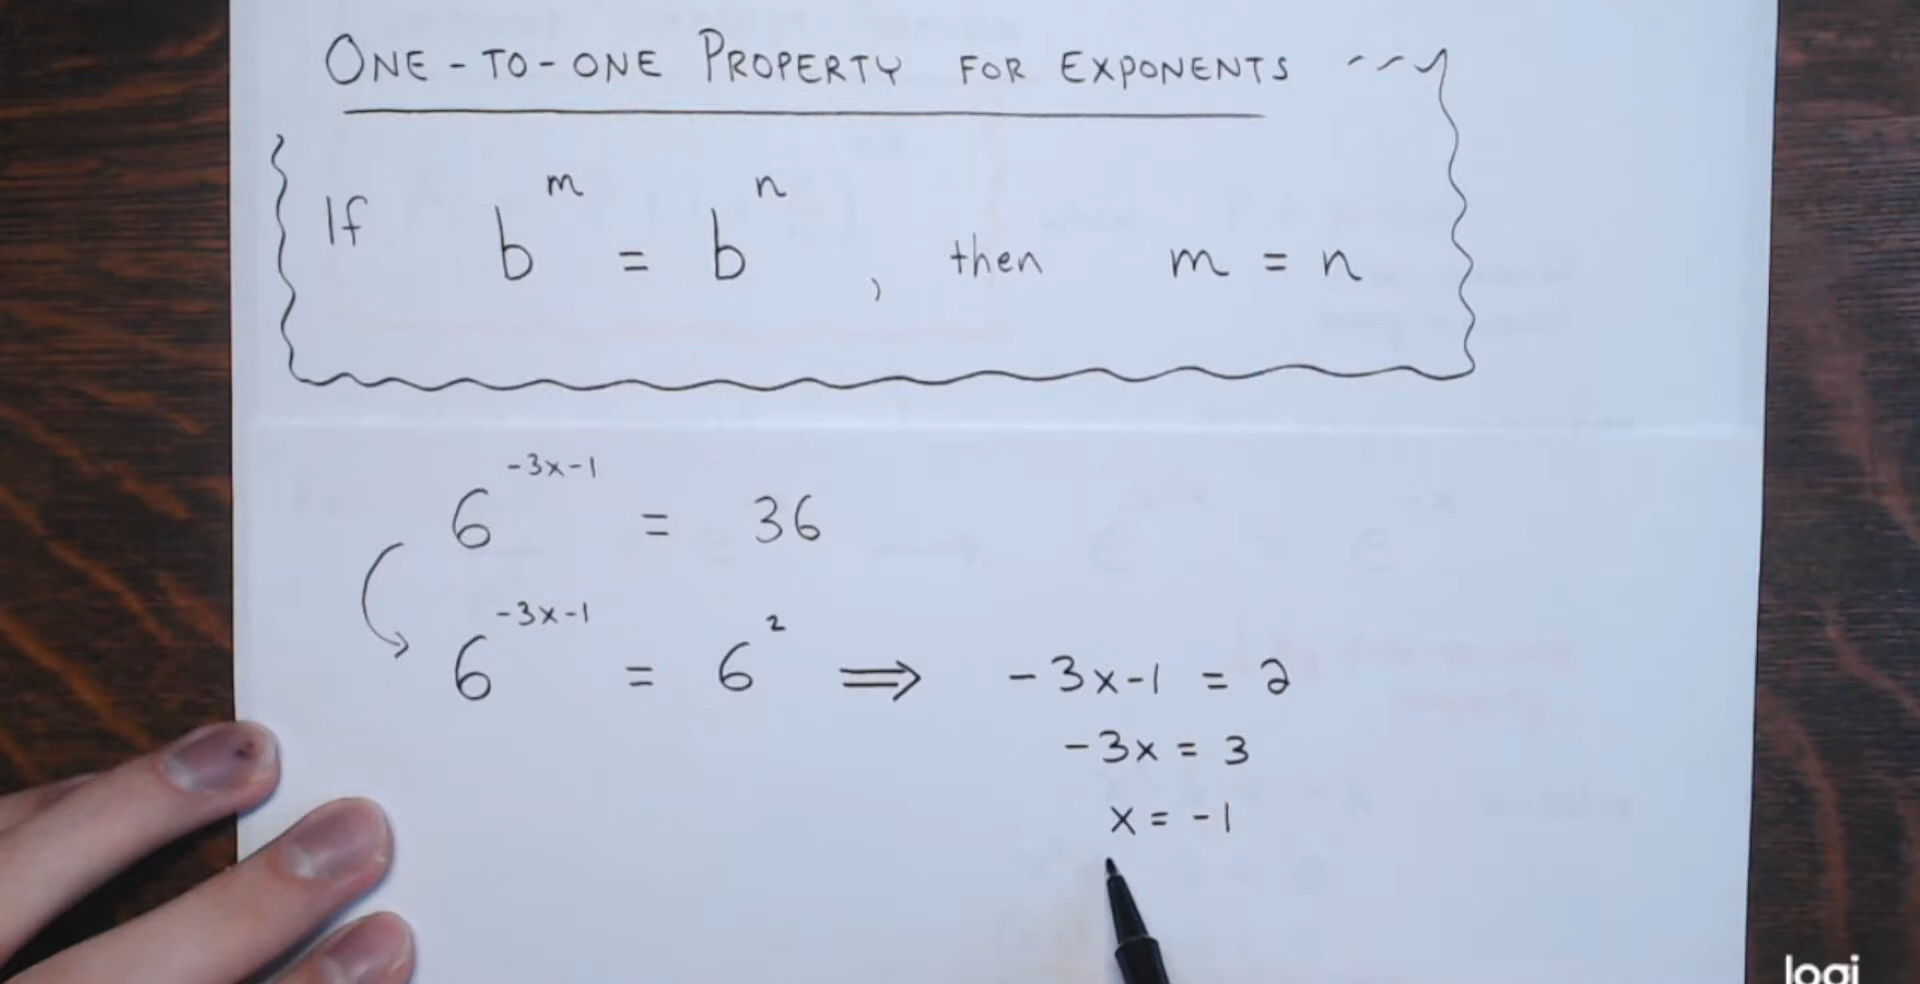 ONE-TO-ONE PROPERTY FOR EXPONENTS
If b^m = b^n, then m = n
6^(-3x-1) = 36
6^(-3x-1) = 6^2 ⟹ -3x-1 = 2
-3x = 3
x = -1
logi